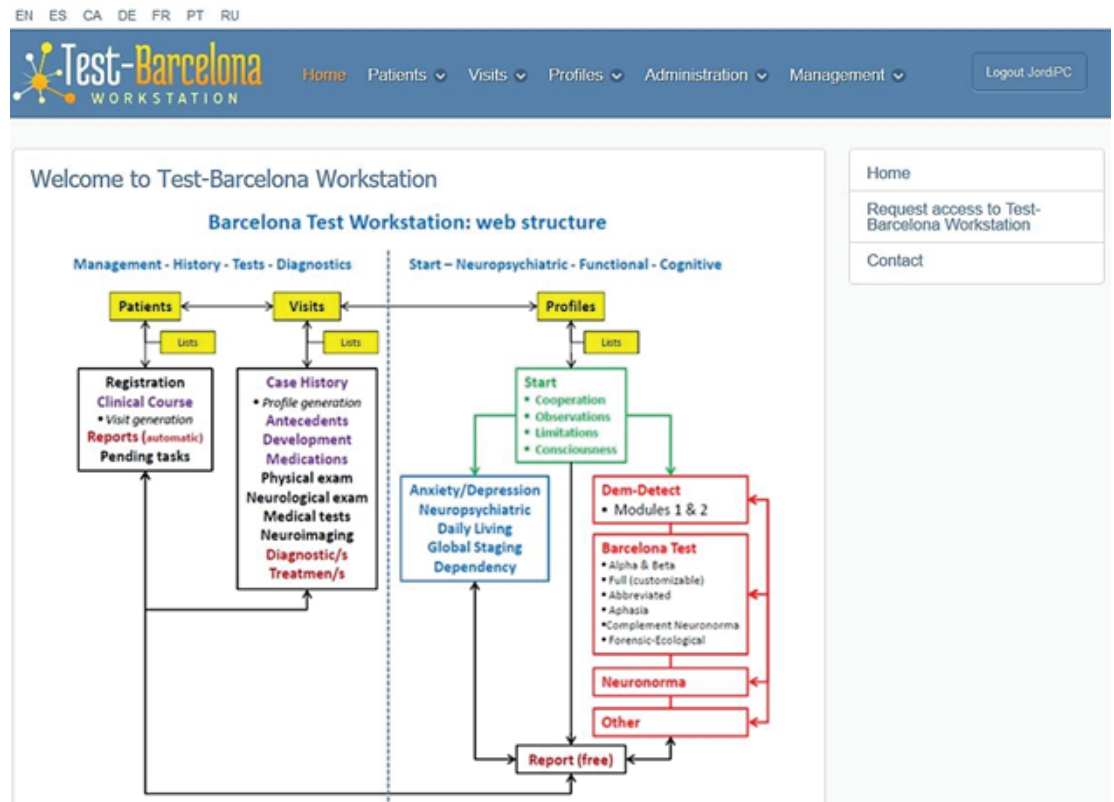 EN ES CA DE FR PT RU
Test-Barcelona
WORKSTATION
Home Patients Visits Profiles Administration Management Logout JordiPC
Welcome to Test-Barcelona Workstation
Barcelona Test Workstation: web structure
Management - History - Tests - Diagnostics
Start – Neuropsychiatric - Functional - Cognitive
Patients
Visits
Profiles
Lists
Lists
Lists
Registration
Clinical Course
• Visit generation
Reports (automatic)
Pending tasks
Case History
• Profile generation
Antecedents
Development
Medications
Physical exam
Neurological exam
Medical tests
Neuroimaging
Diagnostic/s
Treatmen/s
Start
• Cooperation
• Observations
• Limitations
• Consciousness
Anxiety/Depression
Neuropsychiatric
Daily Living
Global Staging
Dependency
Dem-Detect
• Modules 1 & 2
Barcelona Test
• Alpha & Beta
• Full (customizable)
• Abbreviated
• Aphasia
•Complement Neuronorma
• Forensic-Ecological
Neuronorma
Other
Report (free)
Home
Request access to Test-
Barcelona Workstation
Contact